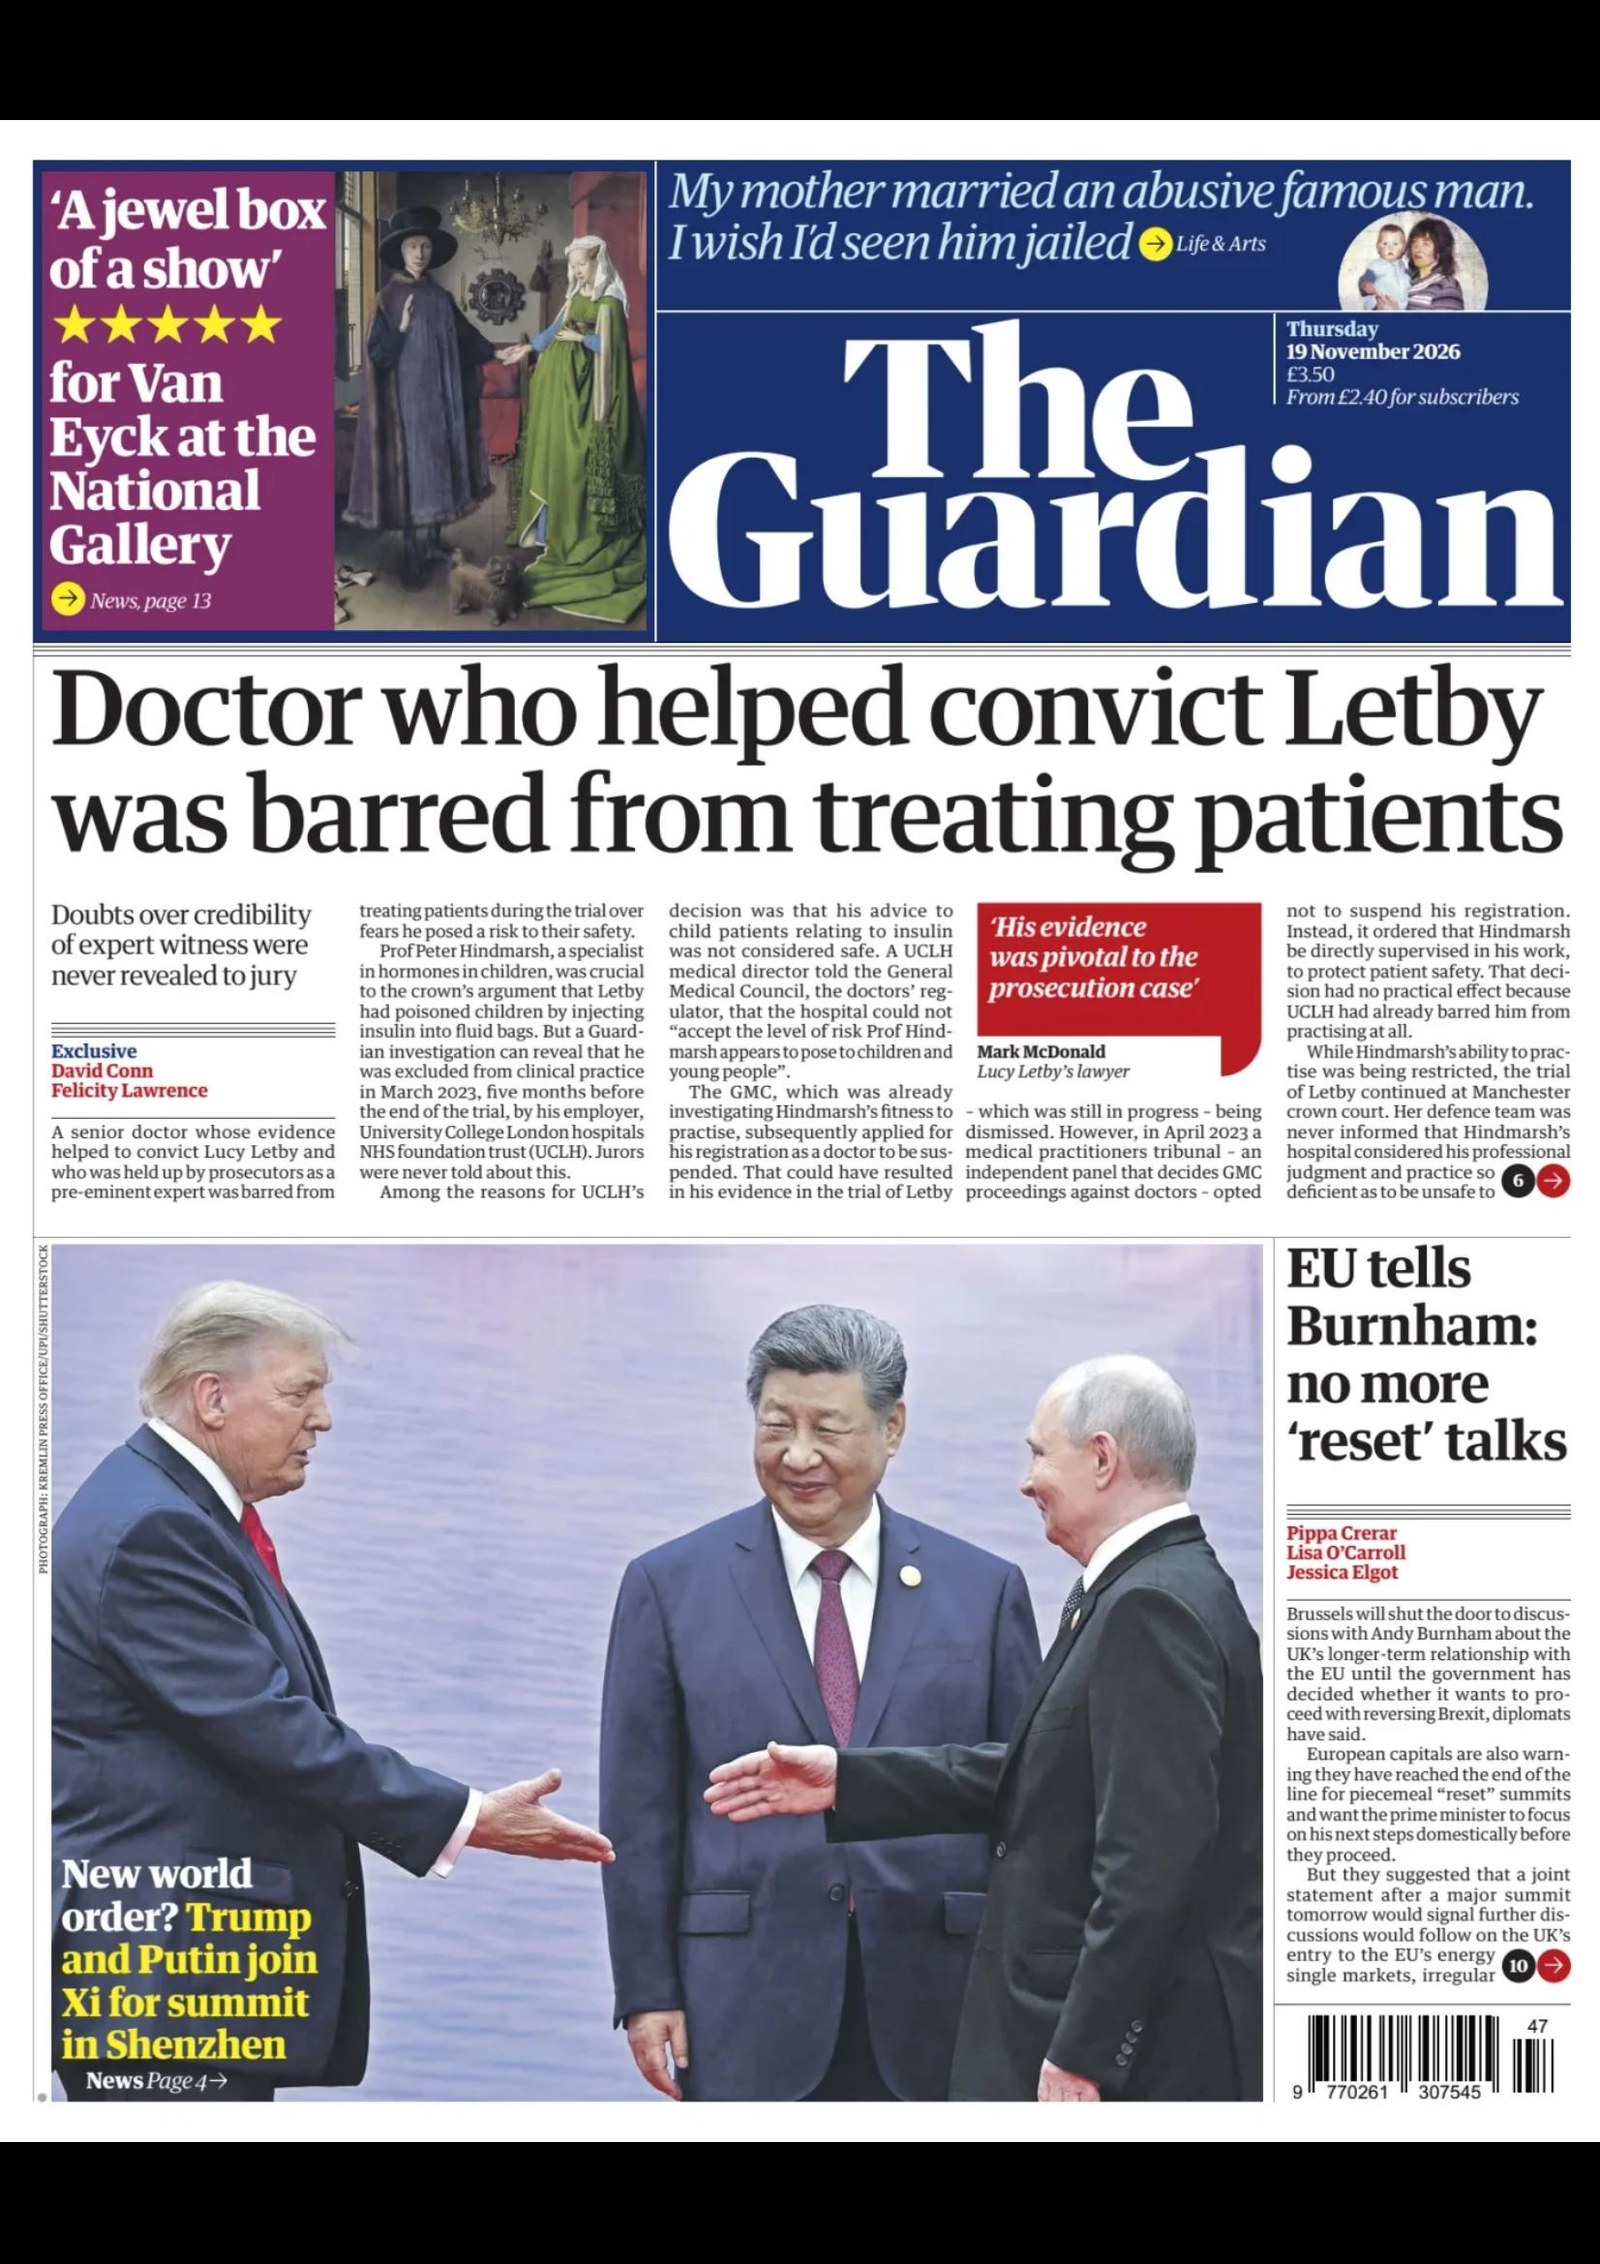 ‘A jewel box
of a show’
for Van
Eyck at the
National
Gallery
News, page 13
My mother married an abusive famous man.
I wish I’d seen him jailed
Life & Arts
Thursday
19 November 2026
£3.50
From £2.40 for subscribers
The
Guardian
Doctor who helped convict Letby
was barred from treating patients
Doubts over credibility
of expert witness were
never revealed to jury
Exclusive
David Conn
Felicity Lawrence
A senior doctor whose evidence
helped to convict Lucy Letby and
who was held up by prosecutors as a
pre-eminent expert was barred from
treating patients during the trial over
fears he posed a risk to their safety.
Prof Peter Hindmarsh, a specialist
in hormones in children, was crucial
to the crown’s argument that Letby
had poisoned children by injecting
insulin into fluid bags. But a Guard-
ian investigation can reveal that he
was excluded from clinical practice
in March 2023, five months before
the end of the trial, by his employer,
University College London hospitals
NHS foundation trust (UCLH). Jurors
were never told about this.
Among the reasons for UCLH’s
decision was that his advice to
child patients relating to insulin
was not considered safe. A UCLH
medical director told the General
Medical Council, the doctors’ reg-
ulator, that the hospital could not
“accept the level of risk Prof Hind-
marsh appears to pose to children and
young people”.
The GMC, which was already
investigating Hindmarsh’s fitness to
practise, subsequently applied for
his registration as a doctor to be sus-
pended. That could have resulted
in his evidence in the trial of Letby
‘His evidence
was pivotal to the
prosecution case’
Mark McDonald
Lucy Letby’s lawyer
– which was still in progress – being
dismissed. However, in April 2023 a
medical practitioners tribunal – an
independent panel that decides GMC
proceedings against doctors – opted
not to suspend his registration.
Instead, it ordered that Hindmarsh
be directly supervised in his work,
to protect patient safety. That deci-
sion had no practical effect because
UCLH had already barred him from
practising at all.
While Hindmarsh’s ability to prac-
tise was being restricted, the trial
of Letby continued at Manchester
crown court. Her defence team was
never informed that Hindmarsh’s
hospital considered his professional
judgment and practice so
deficient as to be unsafe to
6
PHOTOGRAPH: KREMLIN PRESS OFFICE/UPI/SHUTTERSTOCK
New world
order? Trump
and Putin join
Xi for summit
in Shenzhen
News Page 4
EU tells
Burnham:
no more
‘reset’ talks
Pippa Crerar
Lisa O’Carroll
Jessica Elgot
Brussels will shut the door to discus-
sions with Andy Burnham about the
UK’s longer-term relationship with
the EU until the government has
decided whether it wants to pro-
ceed with reversing Brexit, diplomats
have said.
European capitals are also warn-
ing they have reached the end of the
line for piecemeal “reset” summits
and want the prime minister to focus
on his next steps domestically before
they proceed.
But they suggested that a joint
statement after a major summit
tomorrow would signal further dis-
cussions would follow on the UK’s
entry to the EU’s energy
single markets, irregular
10
47
9 770261 307545